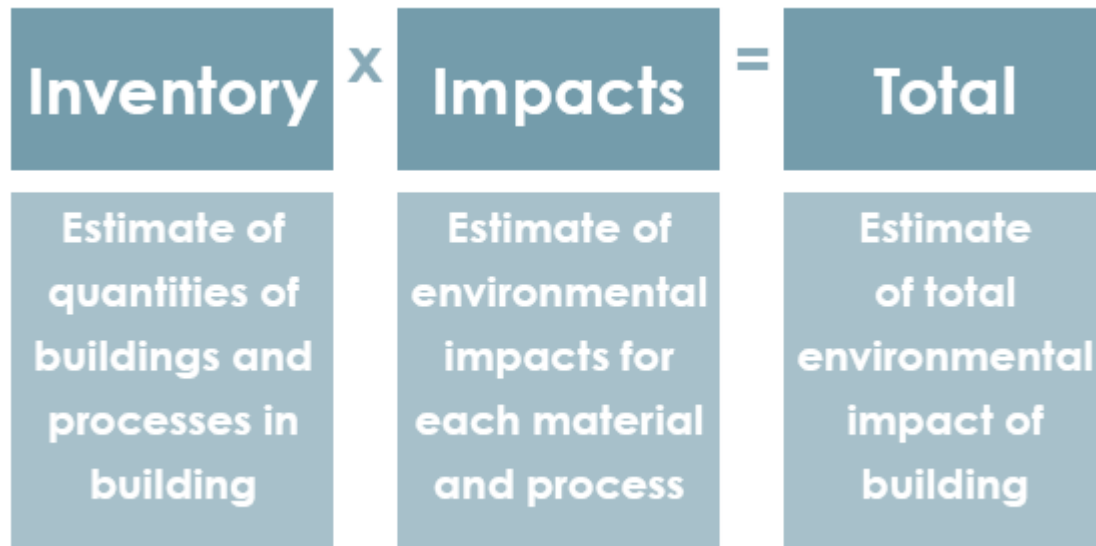 Inventory x Impacts = Total
Estimate of
quantities of
buildings and
processes in
building
Estimate of
environmental
impacts for
each material
and process
Estimate
of total
environmental
impact of
building